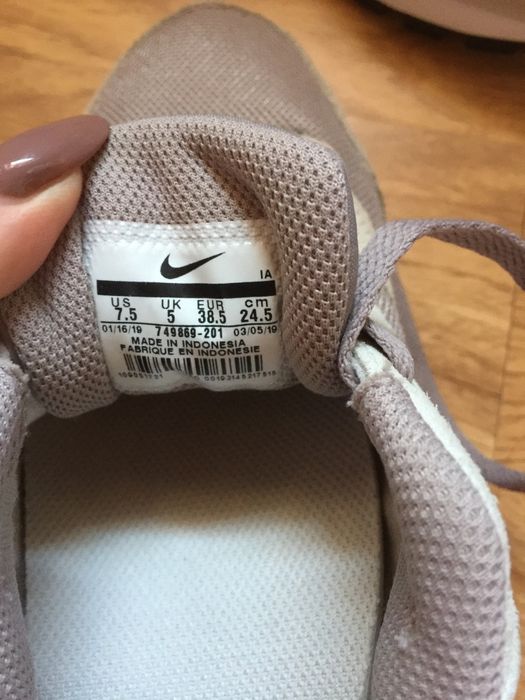 IA
US UK EUR cm
7.5 5 38.5 24.5
01/16/19 749869-201 03/05/19
MADE IN INDONESIA
FABRIQUE EN INDONESIE